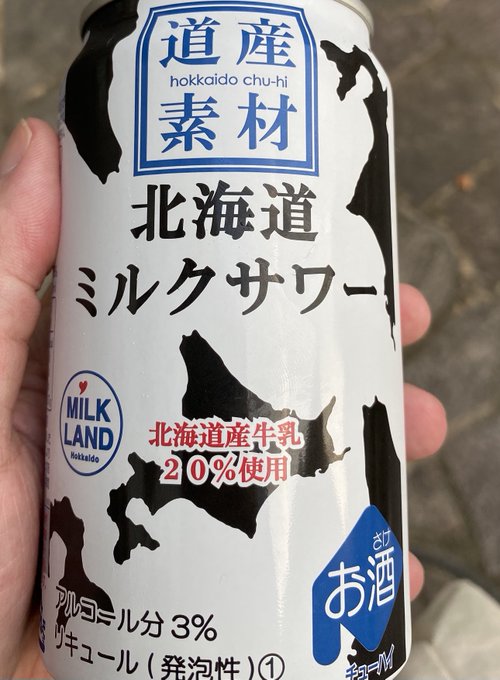 道産
hokkaido chu-hi
素材
北海道
ミルクサワー
MILK
LAND
Hokkaido
北海道産牛乳
20%使用
さけ
お酒
アルコール分3%
リキュール(発泡性)①
チューハイ